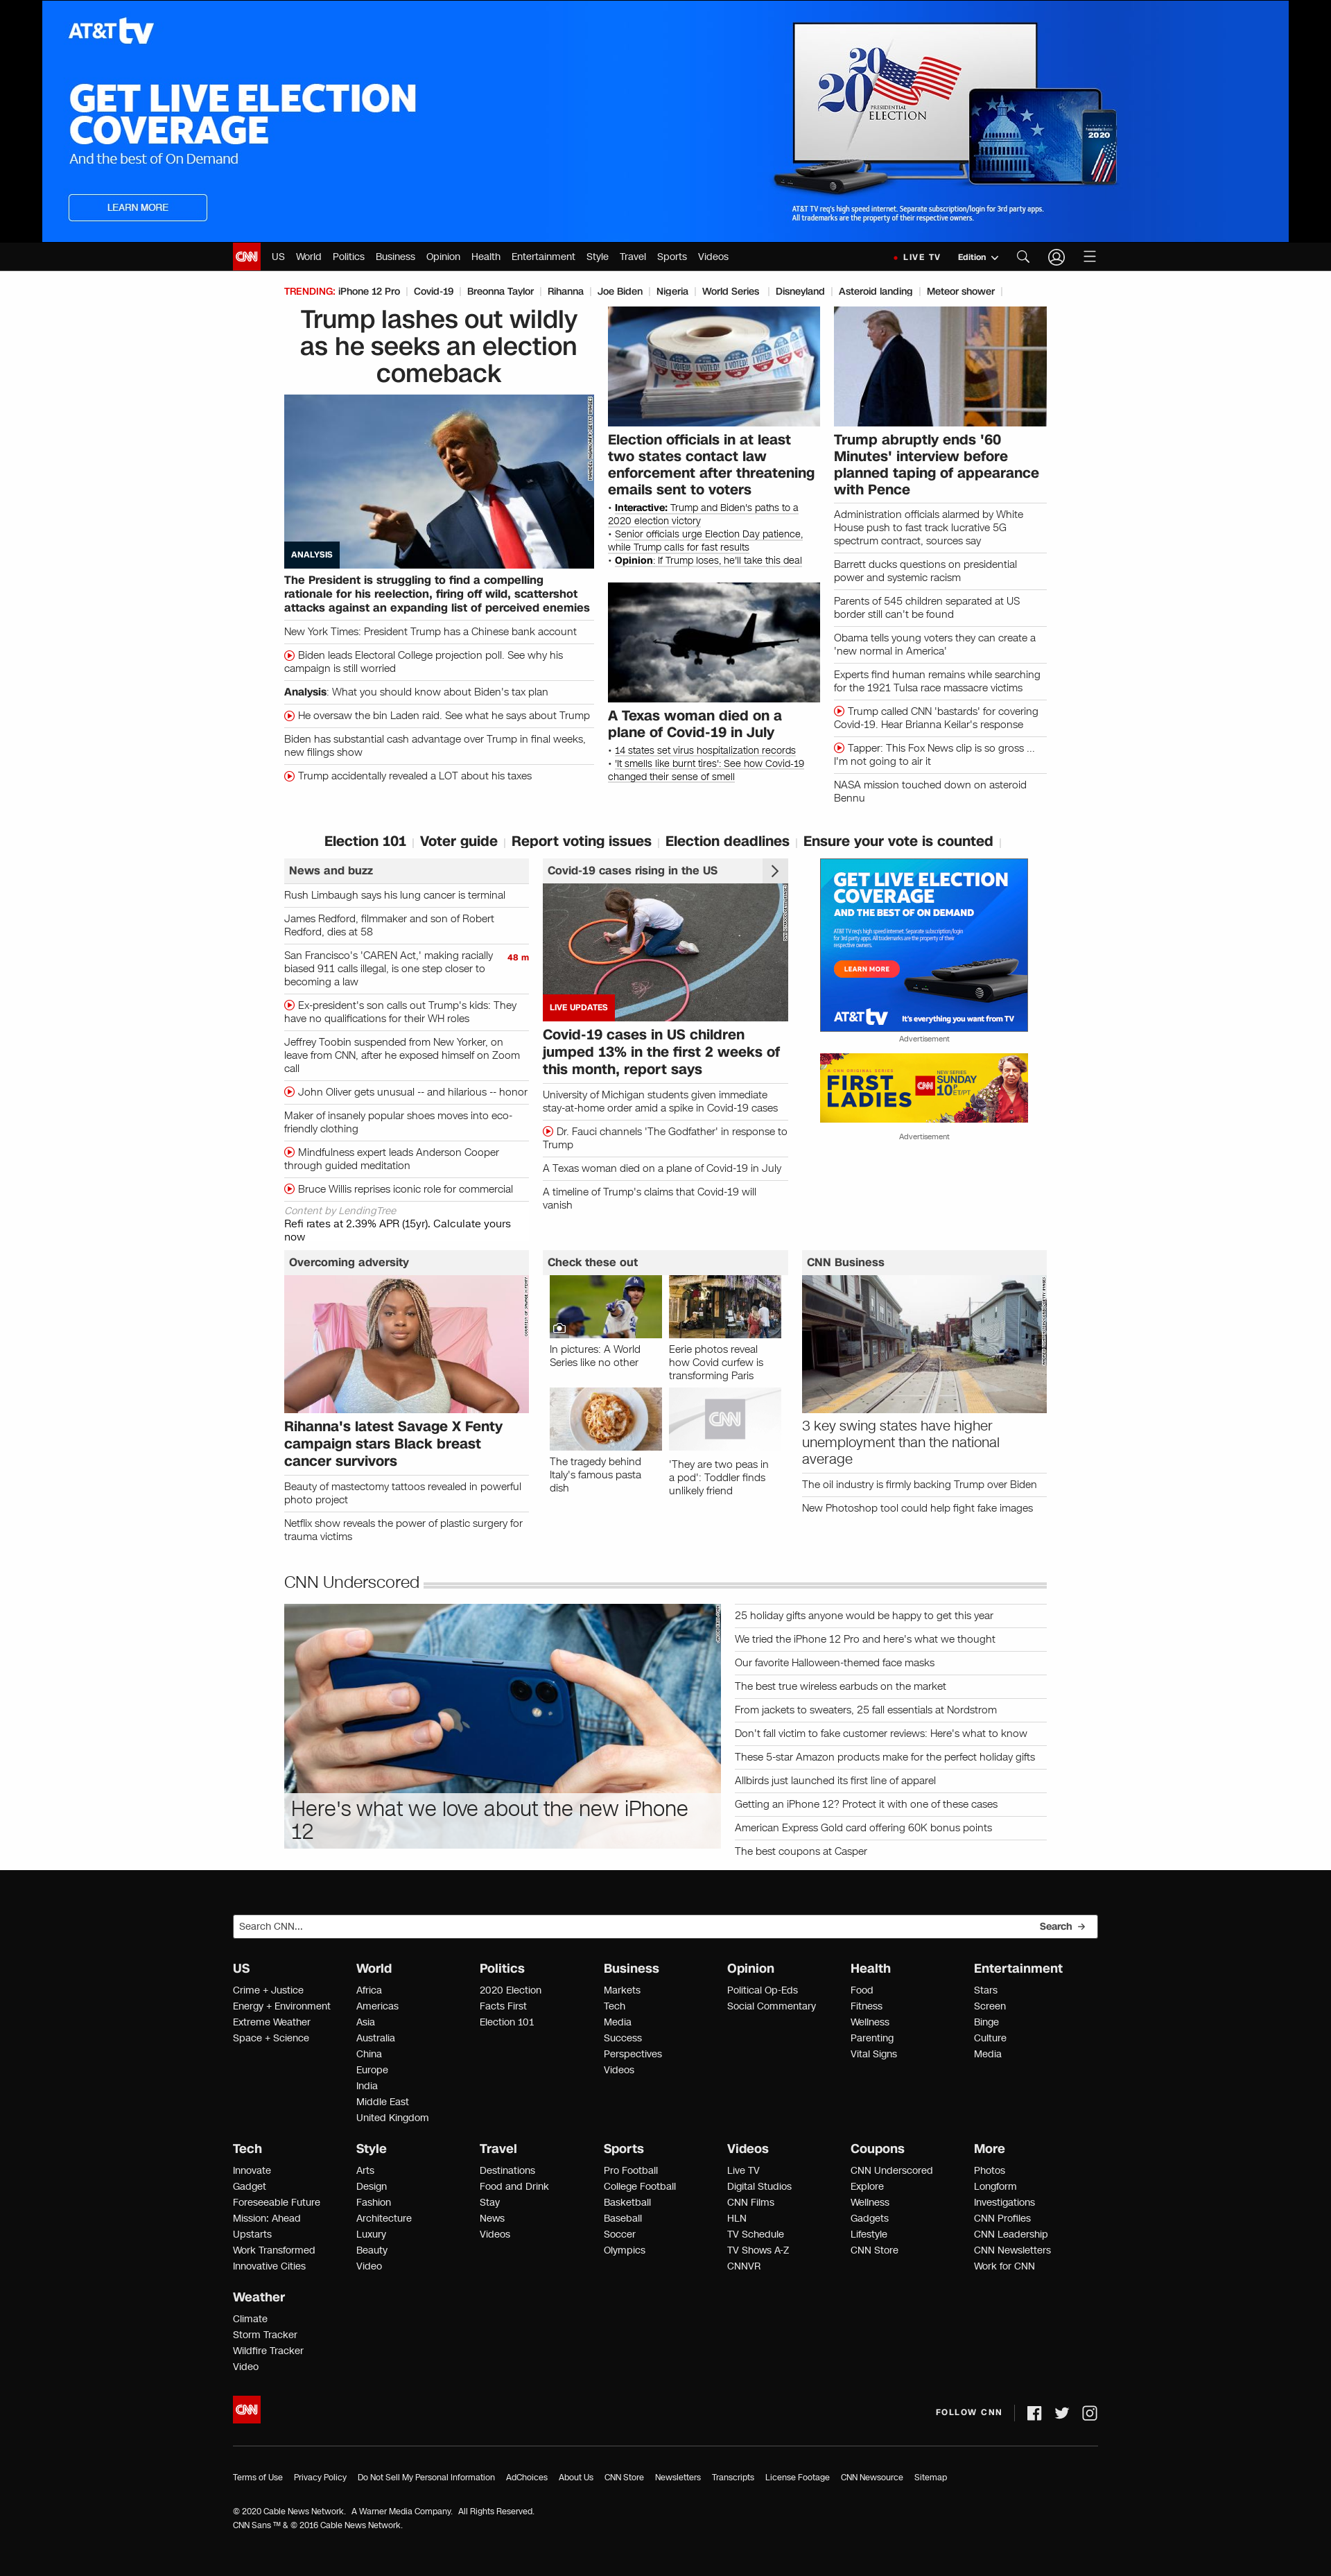 AT&T tv
GET LIVE ELECTION
COVERAGE
And the best of On Demand
LEARN MORE
20
20
PRESIDENTIAL
ELECTION
2020
AT&T TV req's high speed internet. Separate subscription/login for 3rd party apps.
All trademarks are the property of their respective owners.
CNN US World Politics Business Opinion Health Entertainment Style Travel Sports Videos LIVE TV Edition
TRENDING: iPhone 12 Pro Covid-19 Breonna Taylor Rihanna Joe Biden Nigeria World Series Disneyland Asteroid landing Meteor shower
Trump lashes out wildly
as he seeks an election
comeback
ANALYSIS
The President is struggling to find a compelling
rationale for his reelection, firing off wild, scattershot
attacks against an expanding list of perceived enemies
New York Times: President Trump has a Chinese bank account
Biden leads Electoral College projection poll. See why his
campaign is still worried
Analysis: What you should know about Biden's tax plan
He oversaw the bin Laden raid. See what he says about Trump
Biden has substantial cash advantage over Trump in final weeks,
new filings show
Trump accidentally revealed a LOT about his taxes
Election officials in at least
two states contact law
enforcement after threatening
emails sent to voters
• Interactive: Trump and Biden's paths to a
2020 election victory
• Senior officials urge Election Day patience,
while Trump calls for fast results
• Opinion: If Trump loses, he'll take this deal
A Texas woman died on a
plane of Covid-19 in July
• 14 states set virus hospitalization records
• 'It smells like burnt tires': See how Covid-19
changed their sense of smell
Trump abruptly ends '60
Minutes' interview before
planned taping of appearance
with Pence
Administration officials alarmed by White
House push to fast track lucrative 5G
spectrum contract, sources say
Barrett ducks questions on presidential
power and systemic racism
Parents of 545 children separated at US
border still can't be found
Obama tells young voters they can create a
'new normal in America'
Experts find human remains while searching
for the 1921 Tulsa race massacre victims
Trump called CNN 'bastards' for covering
Covid-19. Hear Brianna Keilar's response
Tapper: This Fox News clip is so gross ...
I'm not going to air it
NASA mission touched down on asteroid
Bennu
Election 101 Voter guide Report voting issues Election deadlines Ensure your vote is counted
News and buzz
Rush Limbaugh says his lung cancer is terminal
James Redford, filmmaker and son of Robert
Redford, dies at 58
San Francisco's 'CAREN Act,' making racially 48 m
biased 911 calls illegal, is one step closer to
becoming a law
Ex-president's son calls out Trump's kids: They
have no qualifications for their WH roles
Jeffrey Toobin suspended from New Yorker, on
leave from CNN, after he exposed himself on Zoom
call
John Oliver gets unusual -- and hilarious -- honor
Maker of insanely popular shoes moves into eco-
friendly clothing
Mindfulness expert leads Anderson Cooper
through guided meditation
Bruce Willis reprises iconic role for commercial
Content by LendingTree
Refi rates at 2.39% APR (15yr). Calculate yours
now
Covid-19 cases rising in the US
LIVE UPDATES
Covid-19 cases in US children
jumped 13% in the first 2 weeks of
this month, report says
University of Michigan students given immediate
stay-at-home order amid a spike in Covid-19 cases
Dr. Fauci channels 'The Godfather' in response to
Trump
A Texas woman died on a plane of Covid-19 in July
A timeline of Trump's claims that Covid-19 will
vanish
GET LIVE ELECTION
COVERAGE
AND THE BEST OF ON DEMAND
AT&T TV req's high speed internet. Separate subscription/login
for 3rd party apps. All trademarks are the property of their
respective owners.
LEARN MORE
AT&T tv It's everything you want from TV
Advertisement
A CNN ORIGINAL SERIES
FIRST
LADIES
CNN
NEW SERIES
SUNDAY
10P ET/PT
Advertisement
Overcoming adversity
Rihanna's latest Savage X Fenty
campaign stars Black breast
cancer survivors
Beauty of mastectomy tattoos revealed in powerful
photo project
Netflix show reveals the power of plastic surgery for
trauma victims
Check these out
In pictures: A World
Series like no other
Eerie photos reveal
how Covid curfew is
transforming Paris
The tragedy behind
Italy's famous pasta
dish
CNN
'They are two peas in
a pod': Toddler finds
unlikely friend
CNN Business
3 key swing states have higher
unemployment than the national
average
The oil industry is firmly backing Trump over Biden
New Photoshop tool could help fight fake images
CNN Underscored
Here's what we love about the new iPhone
12
25 holiday gifts anyone would be happy to get this year
We tried the iPhone 12 Pro and here's what we thought
Our favorite Halloween-themed face masks
The best true wireless earbuds on the market
From jackets to sweaters, 25 fall essentials at Nordstrom
Don't fall victim to fake customer reviews: Here's what to know
These 5-star Amazon products make for the perfect holiday gifts
Allbirds just launched its first line of apparel
Getting an iPhone 12? Protect it with one of these cases
American Express Gold card offering 60K bonus points
The best coupons at Casper
Search CNN... Search →
US
Crime + Justice
Energy + Environment
Extreme Weather
Space + Science
World
Africa
Americas
Asia
Australia
China
Europe
India
Middle East
United Kingdom
Politics
2020 Election
Facts First
Election 101
Business
Markets
Tech
Media
Success
Perspectives
Videos
Opinion
Political Op-Eds
Social Commentary
Health
Food
Fitness
Wellness
Parenting
Vital Signs
Entertainment
Stars
Screen
Binge
Culture
Media
Tech
Innovate
Gadget
Foreseeable Future
Mission: Ahead
Upstarts
Work Transformed
Innovative Cities
Style
Arts
Design
Fashion
Architecture
Luxury
Beauty
Video
Travel
Destinations
Food and Drink
Stay
News
Videos
Sports
Pro Football
College Football
Basketball
Baseball
Soccer
Olympics
Videos
Live TV
Digital Studios
CNN Films
HLN
TV Schedule
TV Shows A-Z
CNNVR
Coupons
CNN Underscored
Explore
Wellness
Gadgets
Lifestyle
CNN Store
More
Photos
Longform
Investigations
CNN Profiles
CNN Leadership
CNN Newsletters
Work for CNN
Weather
Climate
Storm Tracker
Wildfire Tracker
Video
CNN FOLLOW CNN
Terms of Use Privacy Policy Do Not Sell My Personal Information AdChoices About Us CNN Store Newsletters Transcripts License Footage CNN Newsource Sitemap
© 2020 Cable News Network. A Warner Media Company. All Rights Reserved.
CNN Sans ™ & © 2016 Cable News Network.